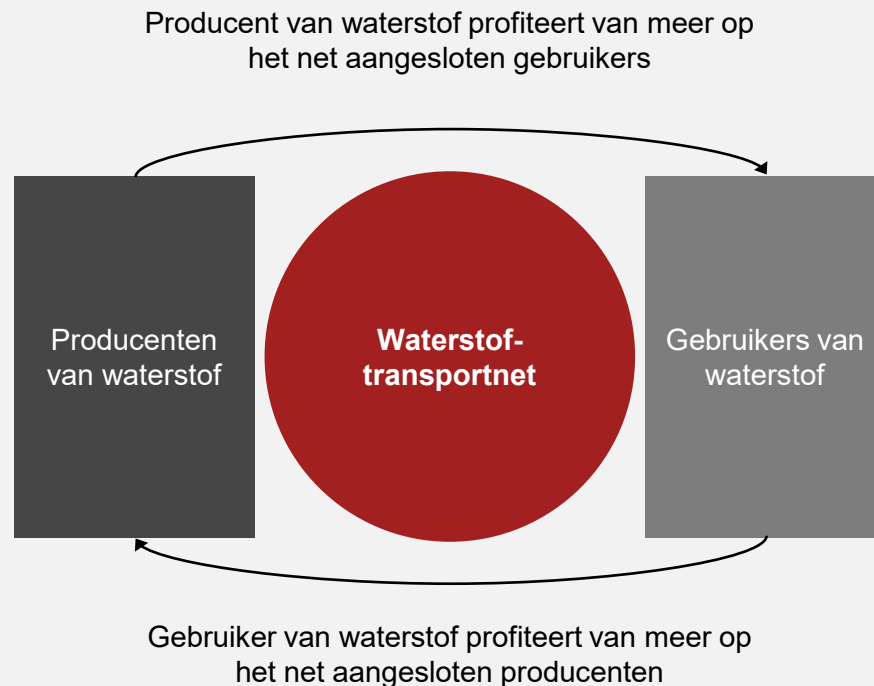 Producent van waterstof profiteert van meer op
het net aangesloten gebruikers
Producenten
van waterstof
Waterstof-
transportnet
Gebruikers van
waterstof
Gebruiker van waterstof profiteert van meer op
het net aangesloten producenten